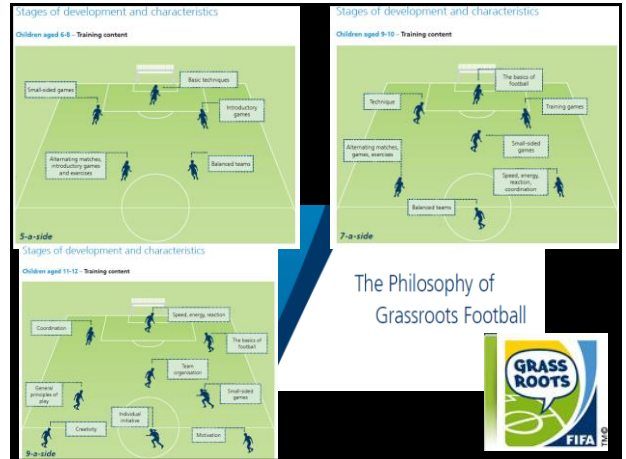 Stages of development and characteristics
Children aged 6-8 – Training content
Basic techniques
Small-sided games
Introductory
games
Alternating matches,
introductory games
and exercises
Balanced teams
5-a-side
Stages of development and characteristics
Children aged 9-10 – Training content
The basics of
football
Technique
Training games
Small-sided
games
Alternating matches,
games, exercises
Speed, energy,
reaction,
coordination
Balanced teams
7-a-side
Stages of development and characteristics
Children aged 11-12 – Training content
Speed, energy, reaction
Coordination
The basics of
football
Team
organisation
General
principles of
play
Small-sided
games
Individual
initiative
Creativity
Motivation
9-a-side
The Philosophy of
Grassroots Football
GRASS
ROOTS
FIFA
TM©